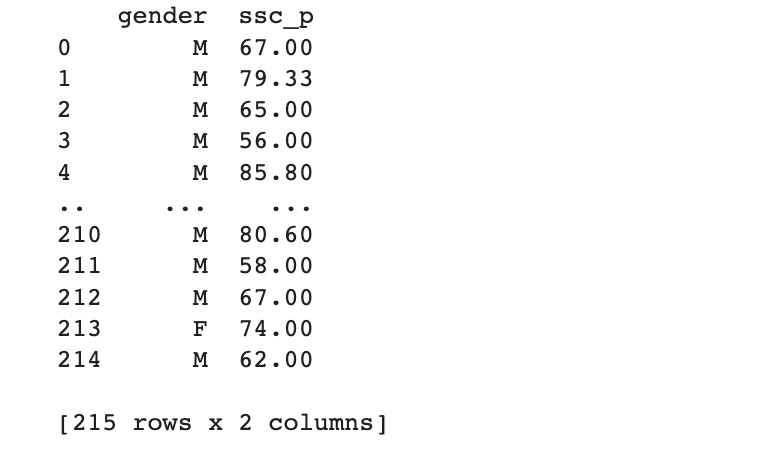 gender ssc_p
0 M 67.00
1 M 79.33
2 M 65.00
3 M 56.00
4 M 85.80
.. ... ...
210 M 80.60
211 M 58.00
212 M 67.00
213 F 74.00
214 M 62.00
[215 rows x 2 columns]